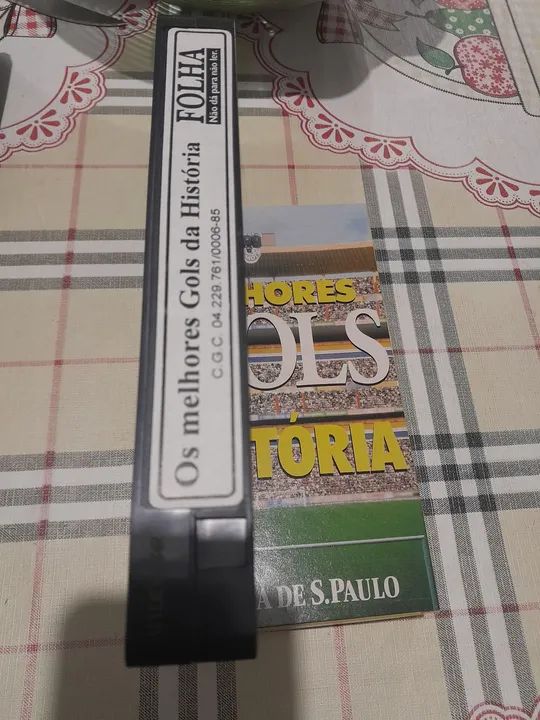 Os melhores Gols da História
C.G.C. 04.229.761/0006-85
FOLHA
Não dá para não ler.
HORES
OLS
TÓRIA
A DE S.PAULO